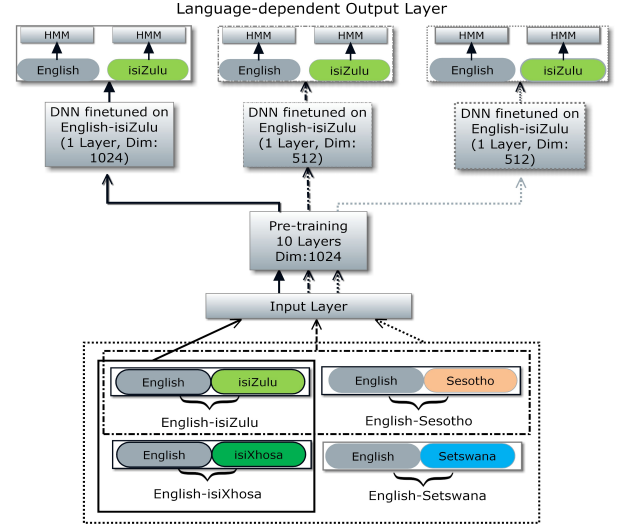 Language-dependent Output Layer
HMM HMM HMM HMM HMM HMM
English isiZulu English isiZulu English isiZulu
DNN finetuned on
English-isiZulu
(1 Layer, Dim:
1024)
DNN finetuned on
English-isiZulu
(1 Layer, Dim:
512)
DNN finetuned on
English-isiZulu
(1 Layer, Dim:
512)
Pre-training
10 Layers
Dim:1024
Input Layer
English isiZulu
English-isiZulu
English Sesotho
English-Sesotho
English isiXhosa
English-isiXhosa
English Setswana
English-Setswana